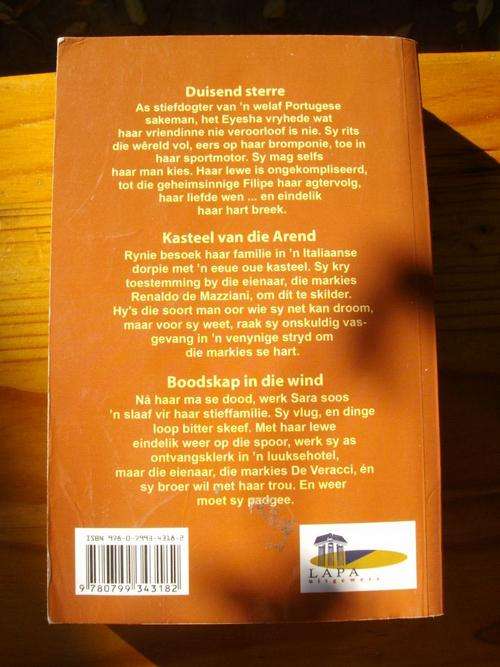 Duisend sterre
As stiefdogter van 'n welaf Portugese
sakeman, het Eyesha vryhede wat
haar vriendinne nie veroorloof is nie. Sy rits
die wêreld vol, eers op haar bromponie, toe in
haar sportmotor. Sy mag selfs
haar man kies. Haar lewe is ongekompliseerd,
tot die geheimsinnige Filipe haar agtervolg,
haar liefde wen ... en eindelik
haar hart breek.
Kasteel van die Arend
Rynie besoek haar familie in 'n Italiaanse
dorpie met 'n eeue oue kasteel. Sy kry
toestemming by die eienaar, die markies
Renaldo de Mazziani, om dit te skilder.
Hy's die soort man oor wie sy net kan droom,
maar voor sy weet, raak sy onskuldig vas-
gevang in 'n venynige stryd om
die markies se hart.
Boodskap in die wind
Ná haar ma se dood, werk Sara soos
'n slaaf vir haar stieffamilie. Sy vlug, en dinge
loop bitter skeef. Met haar lewe
eindelik weer op die spoor, werk sy as
ontvangsklerk in 'n luuksehotel,
maar die eienaar, die markies De Veracci, én
sy broer wil met haar trou. En weer
moet sy padgee.
ISBN 978-0-7993-4318-2
9 780799 343182
LAPA
uitgewers